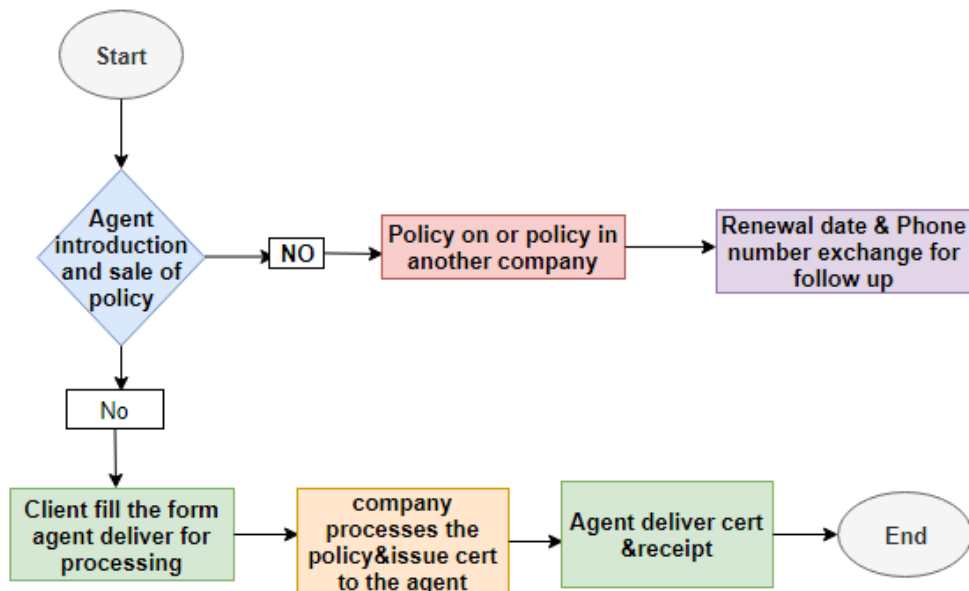 Start
Agent
introduction
and sale of
policy
NO
Policy on or policy in
another company
Renewal date & Phone
number exchange for
follow up
No
Client fill the form
agent deliver for
processing
company
processes the
policy&issue cert
to the agent
Agent deliver cert
&receipt
End